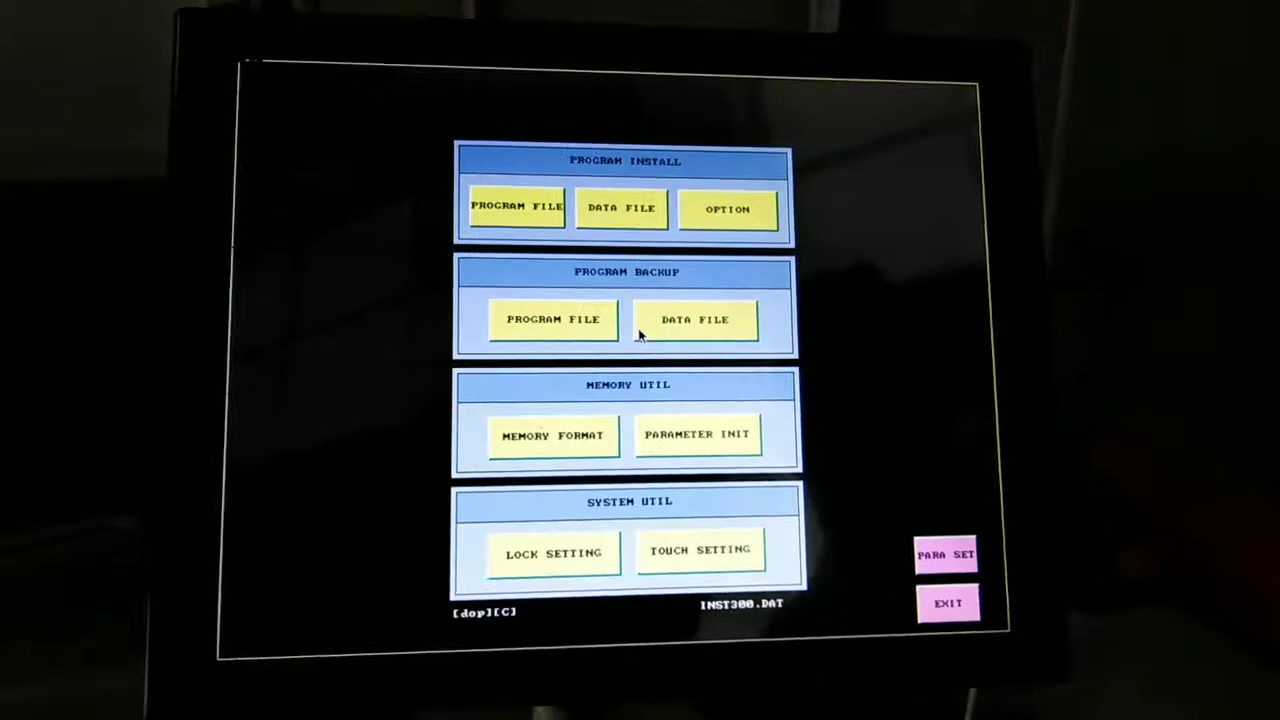 PROGRAM INSTALL
PROGRAM FILE DATA FILE OPTION
PROGRAM BACKUP
PROGRAM FILE DATA FILE
MEMORY UTIL
MEMORY FORMAT PARAMETER INIT
SYSTEM UTIL
LOCK SETTING TOUCH SETTING
PARA SET
EXIT
[dop][C] INST300.DAT